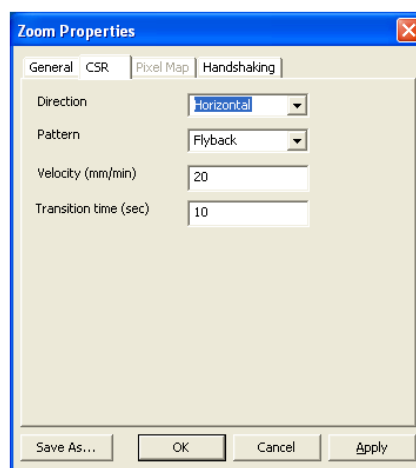 Zoom Properties
General CSR Pixel Map Handshaking
Direction Horizontal
Pattern Flyback
Velocity (mm/min) 20
Transition time (sec) 10
Save As... OK Cancel Apply